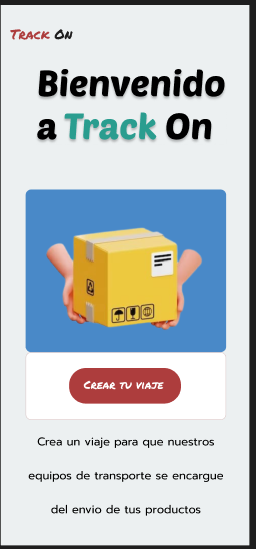 Track On
Bienvenido
a Track On
Crear tu viaje
Crea un viaje para que nuestros
equipos de transporte se encargue
del envio de tus productos